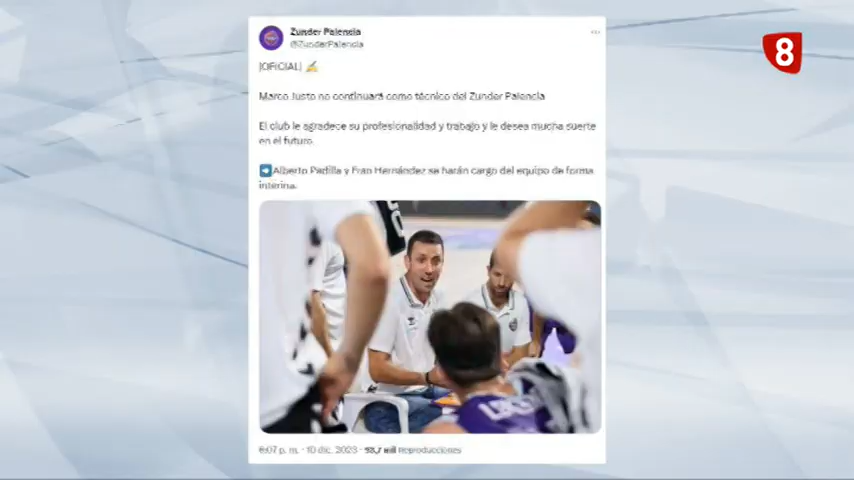 8
Zunder Palencia
@ZunderPalencia
[OFICIAL]
Marco Justo no continuará como técnico del Zunder Palencia
El club le agradece su profesionalidad y trabajo y le desea mucha suerte
en el futuro.
Alberto Padilla y Fran Hernández se harán cargo del equipo de forma
interina.
6:07 p. m. · 10 dic. 2023 · 93,7 mil Reproducciones